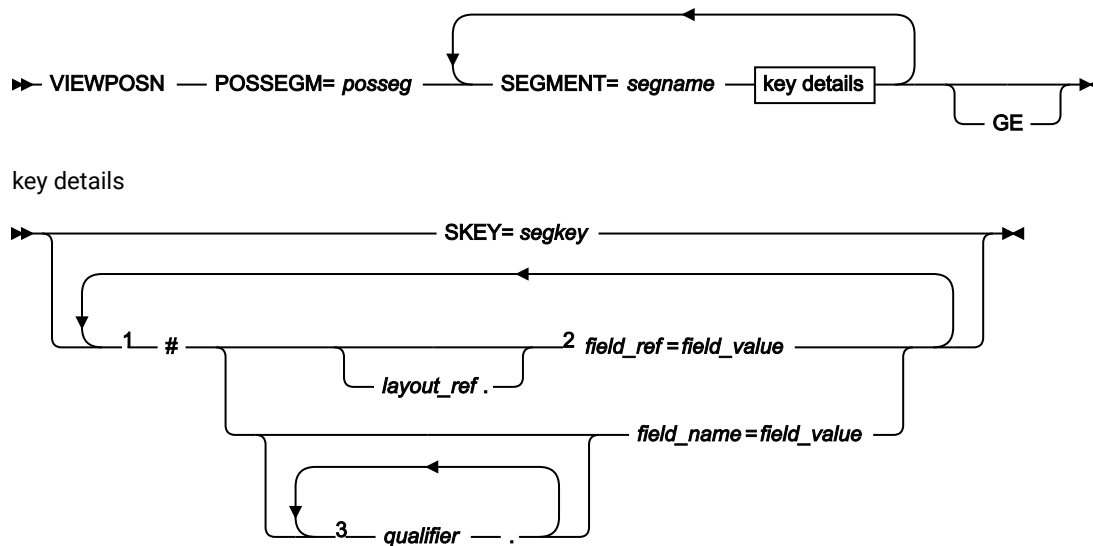 VIEWPOSN POSSEGM= posseg SEGMENT= segname key details
GE
key details
SKEY= segkey
1 # 2 field_ref =field_value
layout_ref .
field_name =field_value
3 qualifier .